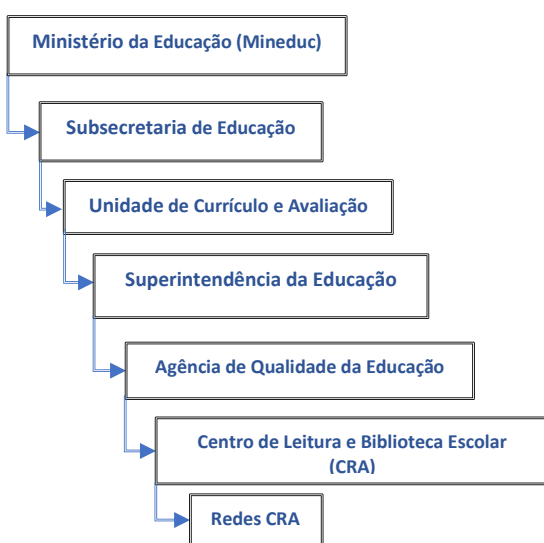 Ministério da Educação (Mineduc)
Subsecretaria de Educação
Unidade de Currículo e Avaliação
Superintendência da Educação
Agência de Qualidade da Educação
Centro de Leitura e Biblioteca Escolar
(CRA)
Redes CRA